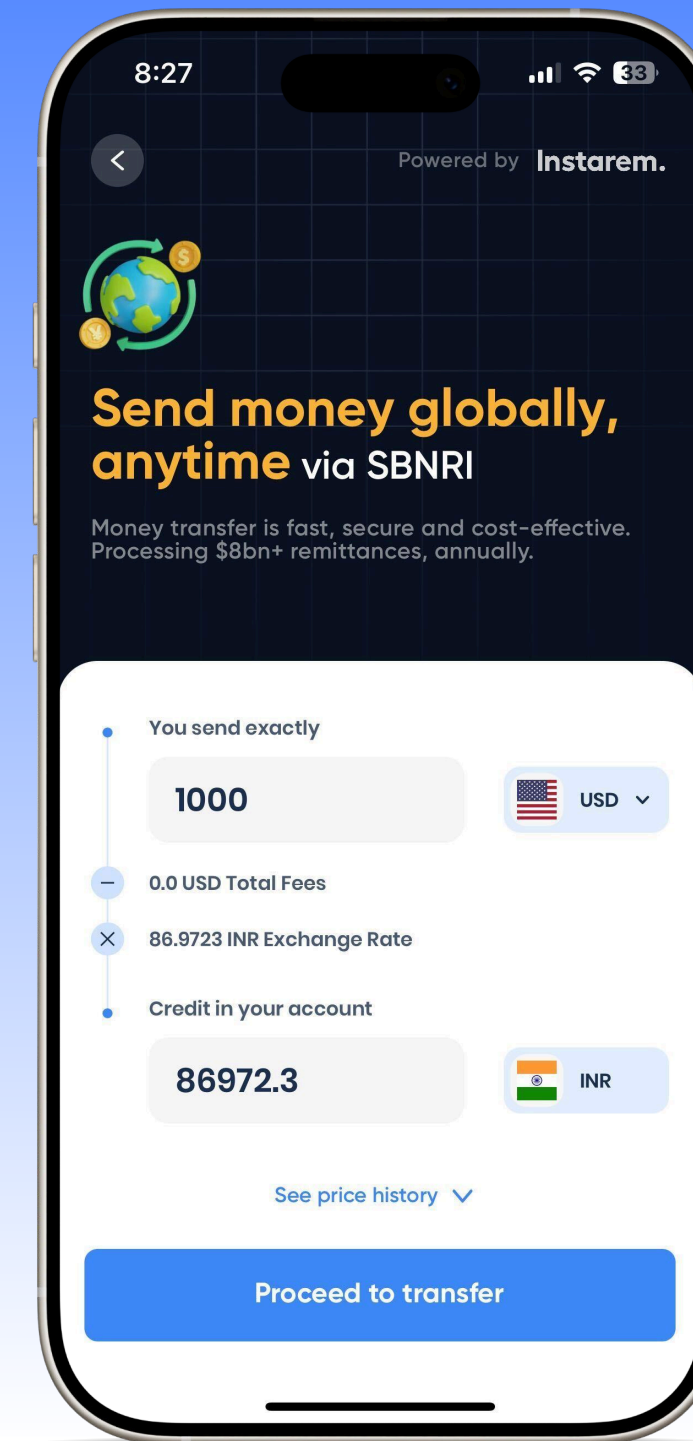 8:27
33
Powered by Instarem.
Send money globally,
anytime via SBNRI
Money transfer is fast, secure and cost-effective.
Processing $8bn+ remittances, annually.
You send exactly
1000
USD
0.0 USD Total Fees
86.9723 INR Exchange Rate
Credit in your account
86972.3
INR
See price history
Proceed to transfer